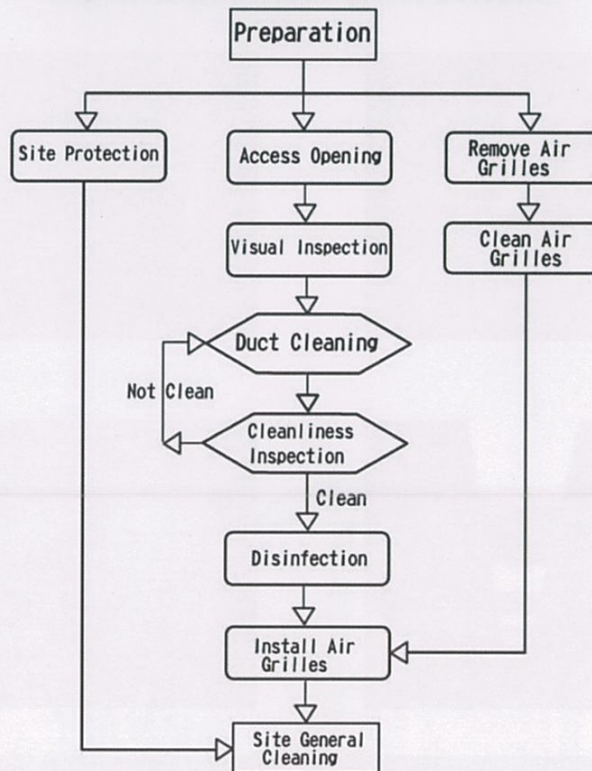 Preparation
Site Protection
Access Opening
Remove Air
Grilles
Visual Inspection
Clean Air
Grilles
Duct Cleaning
Not Clean
Cleanliness
Inspection
Clean
Disinfection
Install Air
Grilles
Site General
Cleaning